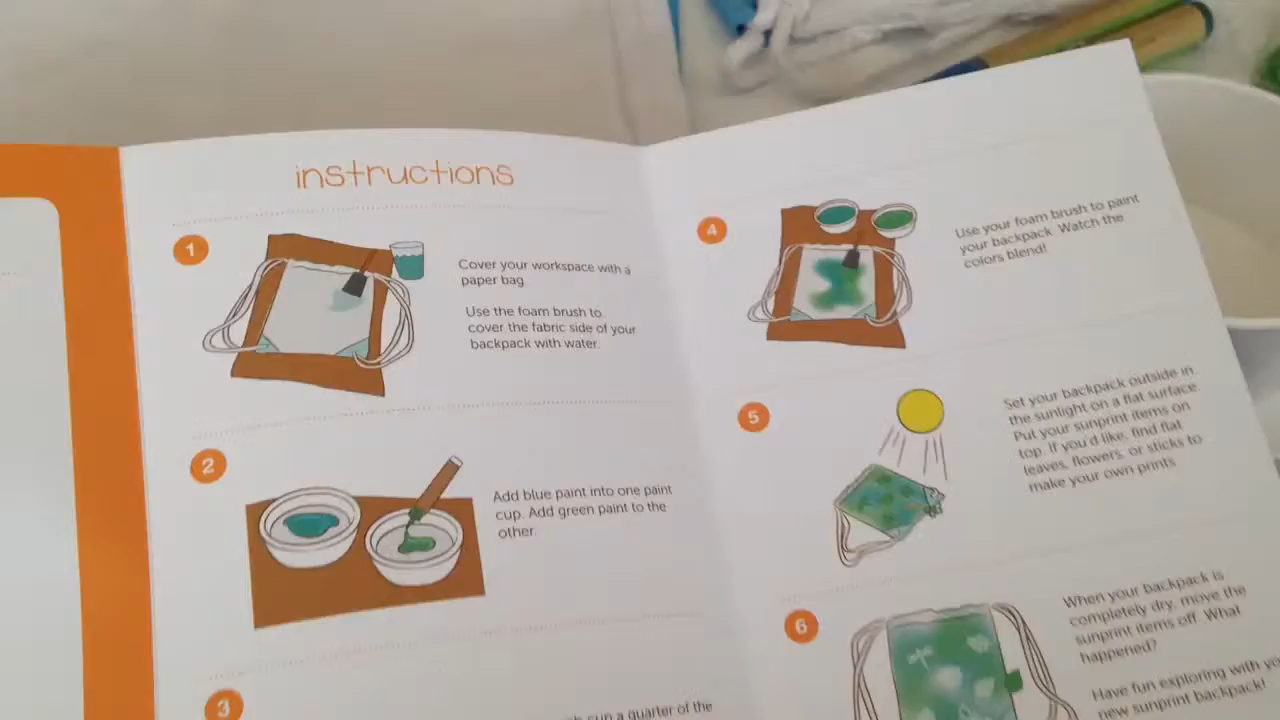 instructions
1
Cover your workspace with a
paper bag
Use the foam brush to
cover the fabric side of your
backpack with water.
2
Add blue paint into one paint
cup. Add green paint to the
other.
3
cup a quarter of the
4
Use your foam brush to paint
your backpack. Watch the
colors blend!
5
Set your backpack outside in
the sunlight on a flat surface.
Put your sunprint items on
top. If you'd like, find flat
leaves, flowers, or sticks to
make your own prints.
6
When your backpack is
completely dry, move the
sunprint items off. What
happened?
Have fun exploring with
new sunprint backpack!